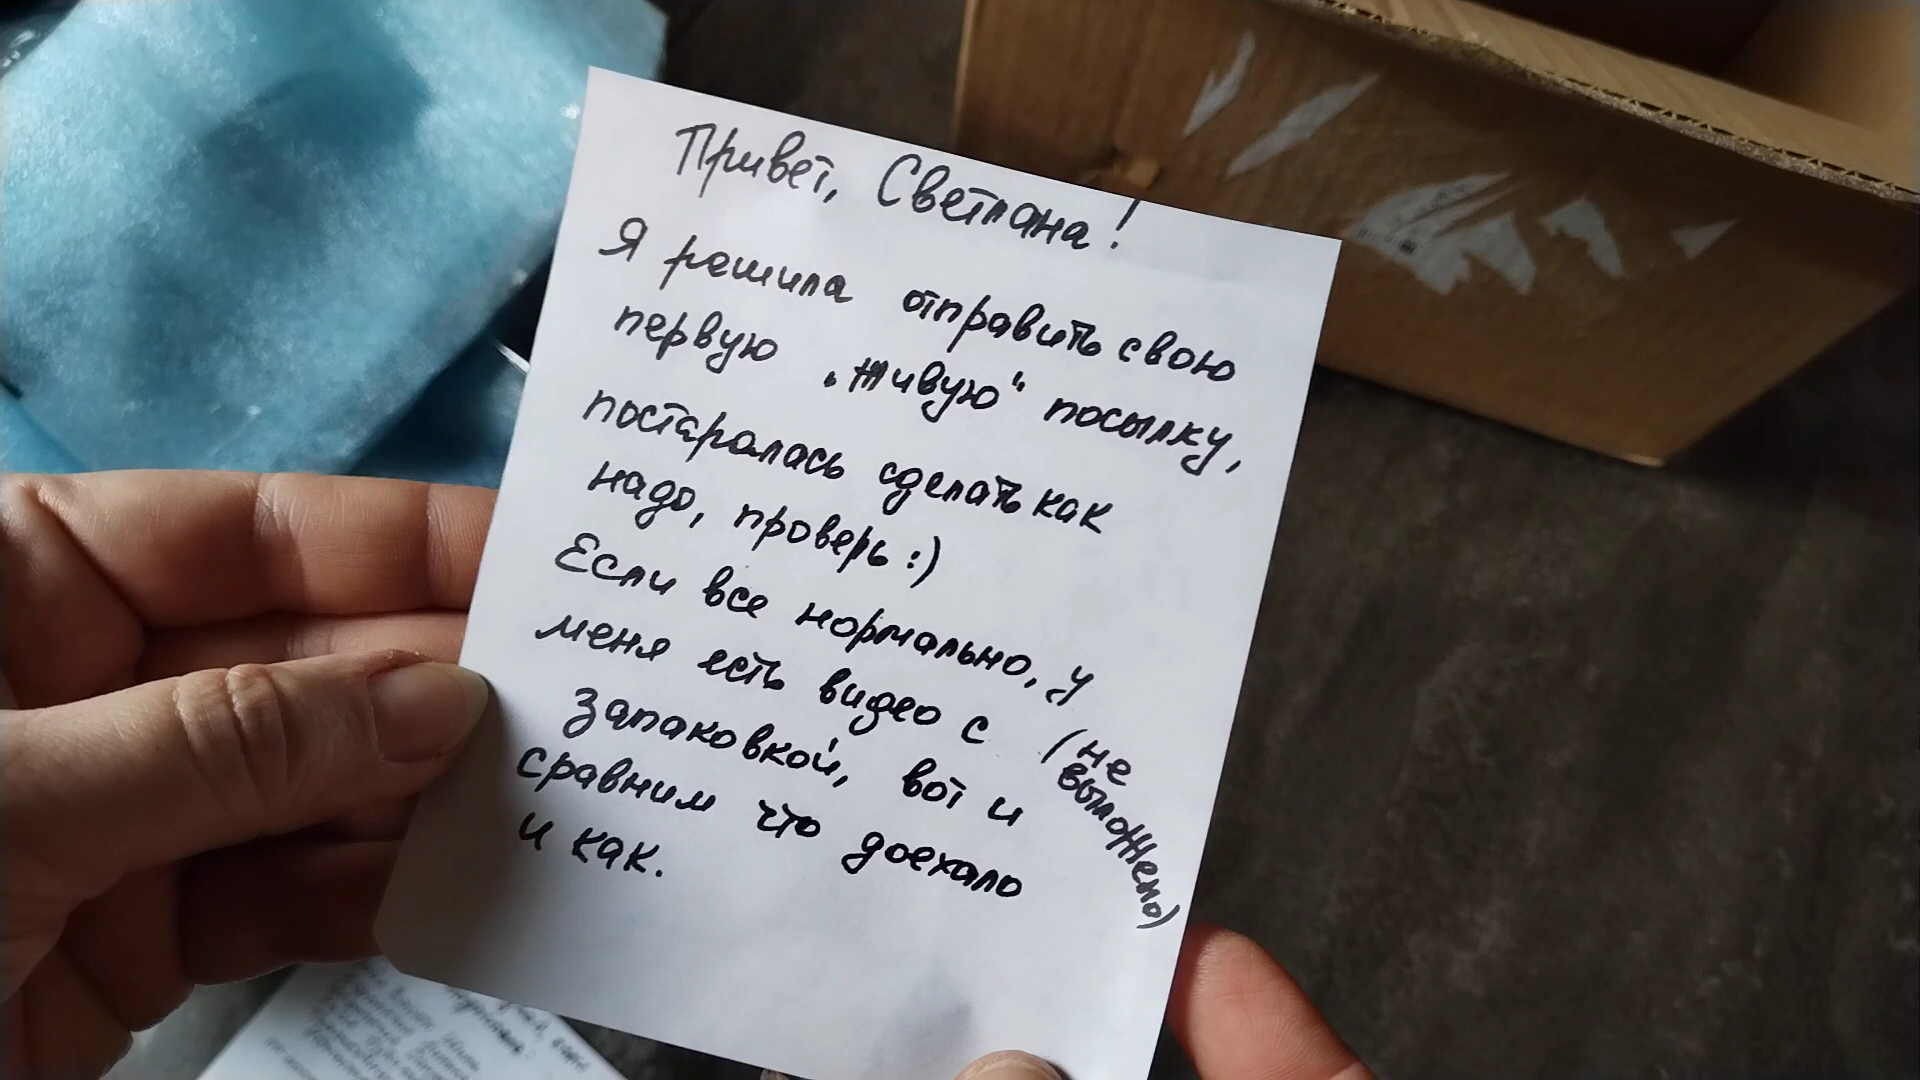 Привет, Светлана!
Я решила отправить свою
первую „живую“ посылку,
постаралась сделать как
надо, проверь :)
Если все нормально, у
меня есть видео с (не
выложено)
запаковкой, вот и
сравним что доехало
и как.